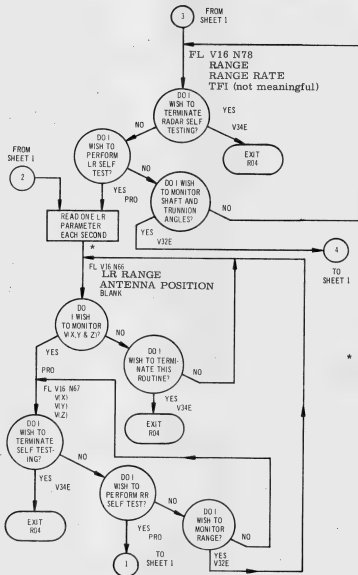 3
FROM
SHEET 1
FL V16 N78
RANGE
RANGE RATE
TFI (not meaningful)
DO I
WISH TO
TERMINATE
RADAR SELF
TESTING?
YES
V34E
NO
EXIT
R04
DO I
WISH TO
PERFORM
LR SELF
TEST?
NO
YES
PRO
FROM
SHEET 1
2
READ ONE LR
PARAMETER
EACH SECOND
*
DO I WISH
TO MONITOR
SHAFT AND
TRUNNION
ANGLES?
NO
YES
V32E
4
TO
SHEET 1
FL V16 N66
LR RANGE
ANTENNA POSITION
BLANK
DO
I WISH
TO MONITOR
V(X,Y & Z)?
NO
YES
PRO
DO
I WISH
TO TERMI-
NATE THIS
ROUTINE?
NO
YES
V34E
EXIT
R04
*
FL V16 N67
V(X)
V(Y)
V(Z)
DO I
WISH TO
TERMINATE
SELF TEST-
ING?
NO
YES
V34E
EXIT
R04
DO I
WISH TO
PERFORM RR
SELF TEST?
NO
YES
PRO
TO
SHEET 1
1
DO I
WISH TO
MONITOR
RANGE?
NO
YES
V32E